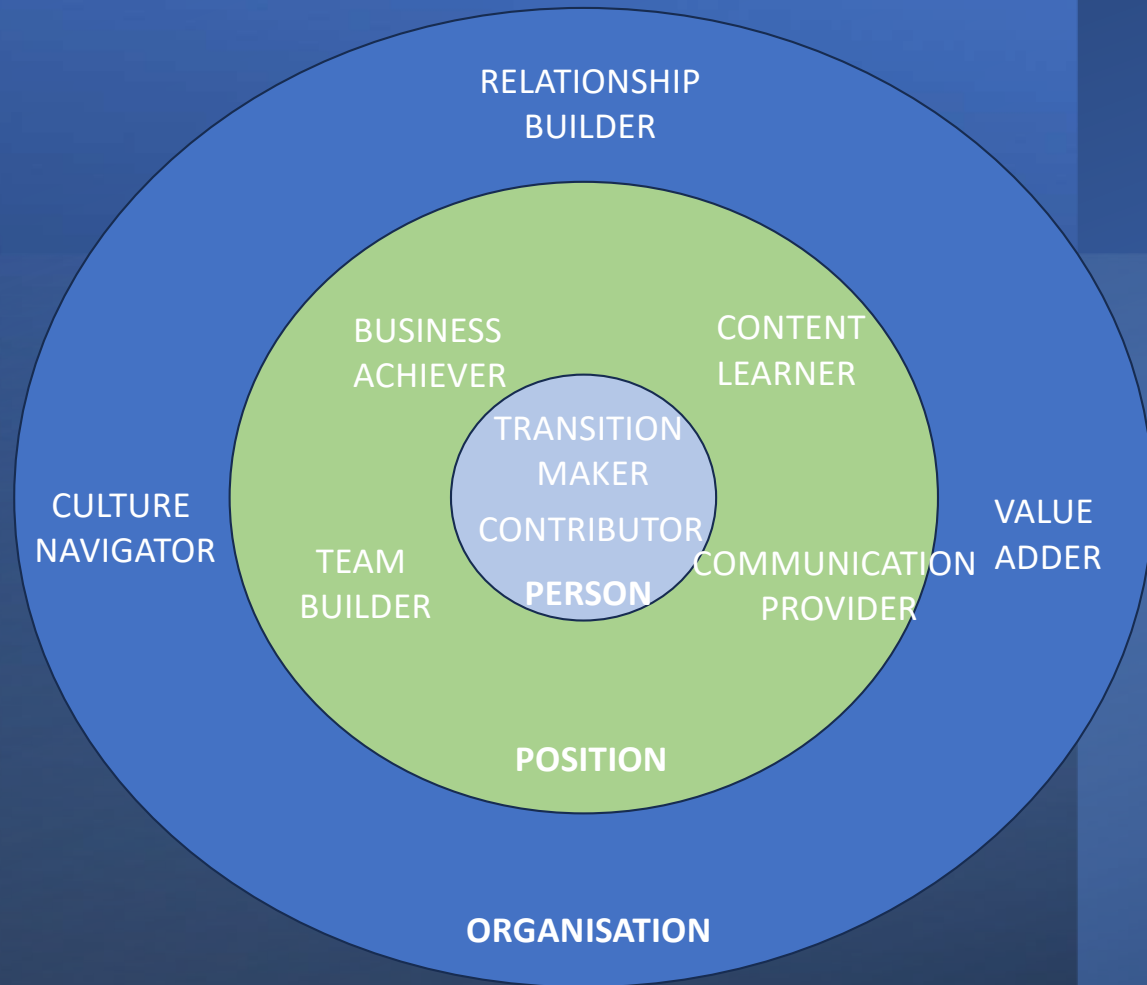 RELATIONSHIP
BUILDER
BUSINESS
ACHIEVER
CONTENT
LEARNER
TRANSITION
MAKER
CONTRIBUTOR
PERSON
CULTURE
NAVIGATOR
VALUE
ADDER
TEAM
BUILDER
COMMUNICATION
PROVIDER
POSITION
ORGANISATION